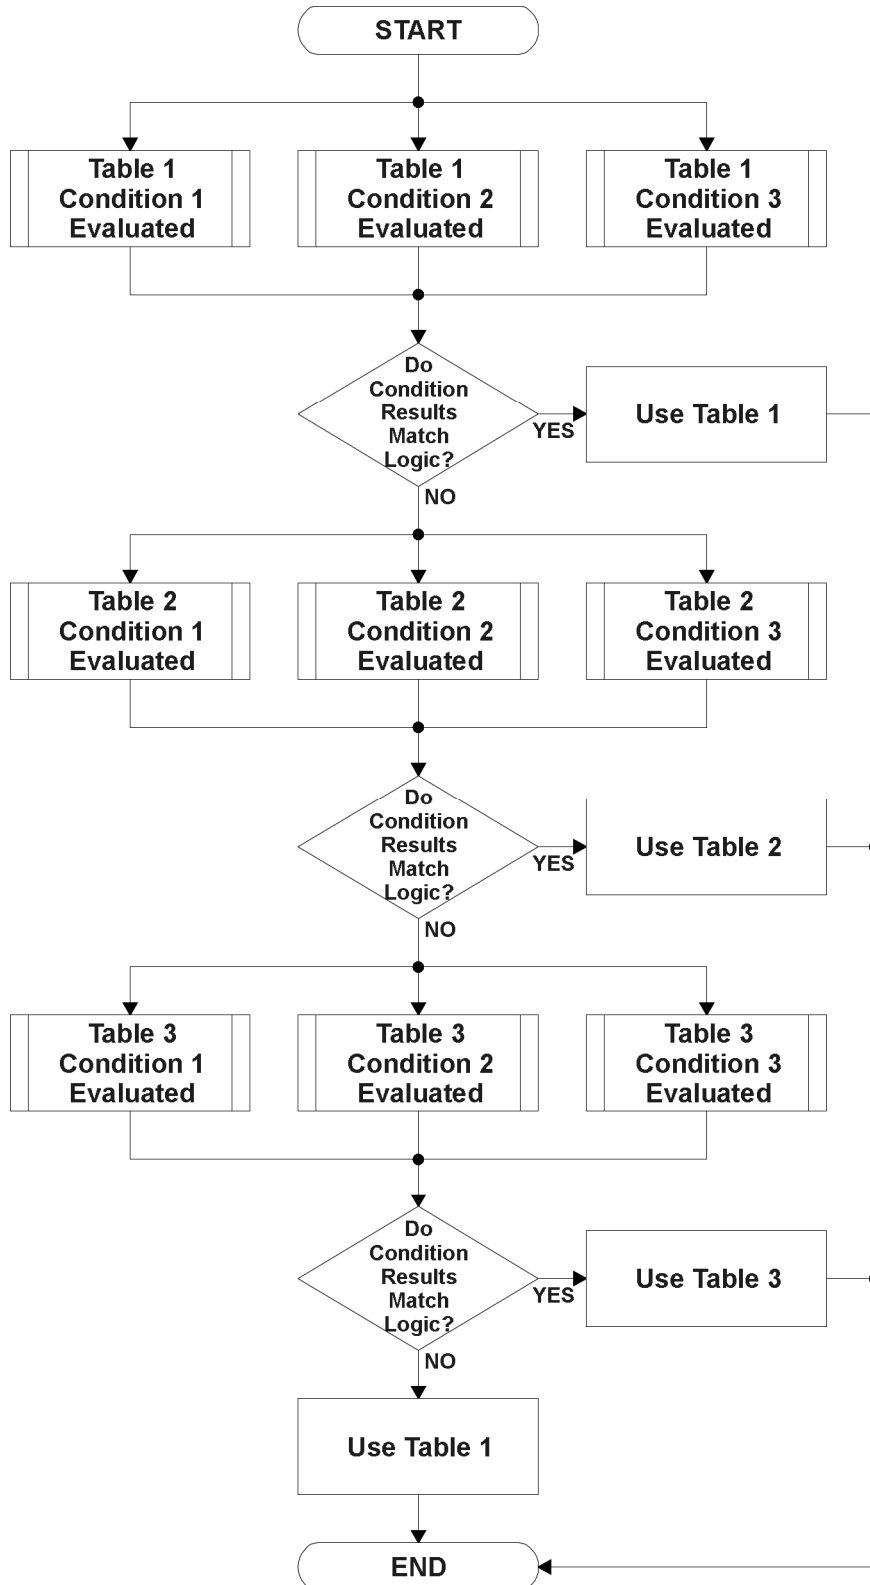 START
Table 1
Condition 1
Evaluated
Table 1
Condition 2
Evaluated
Table 1
Condition 3
Evaluated
Do
Condition
Results
Match
Logic?
YES
Use Table 1
NO
Table 2
Condition 1
Evaluated
Table 2
Condition 2
Evaluated
Table 2
Condition 3
Evaluated
Do
Condition
Results
Match
Logic?
YES
Use Table 2
NO
Table 3
Condition 1
Evaluated
Table 3
Condition 2
Evaluated
Table 3
Condition 3
Evaluated
Do
Condition
Results
Match
Logic?
YES
Use Table 3
NO
Use Table 1
END